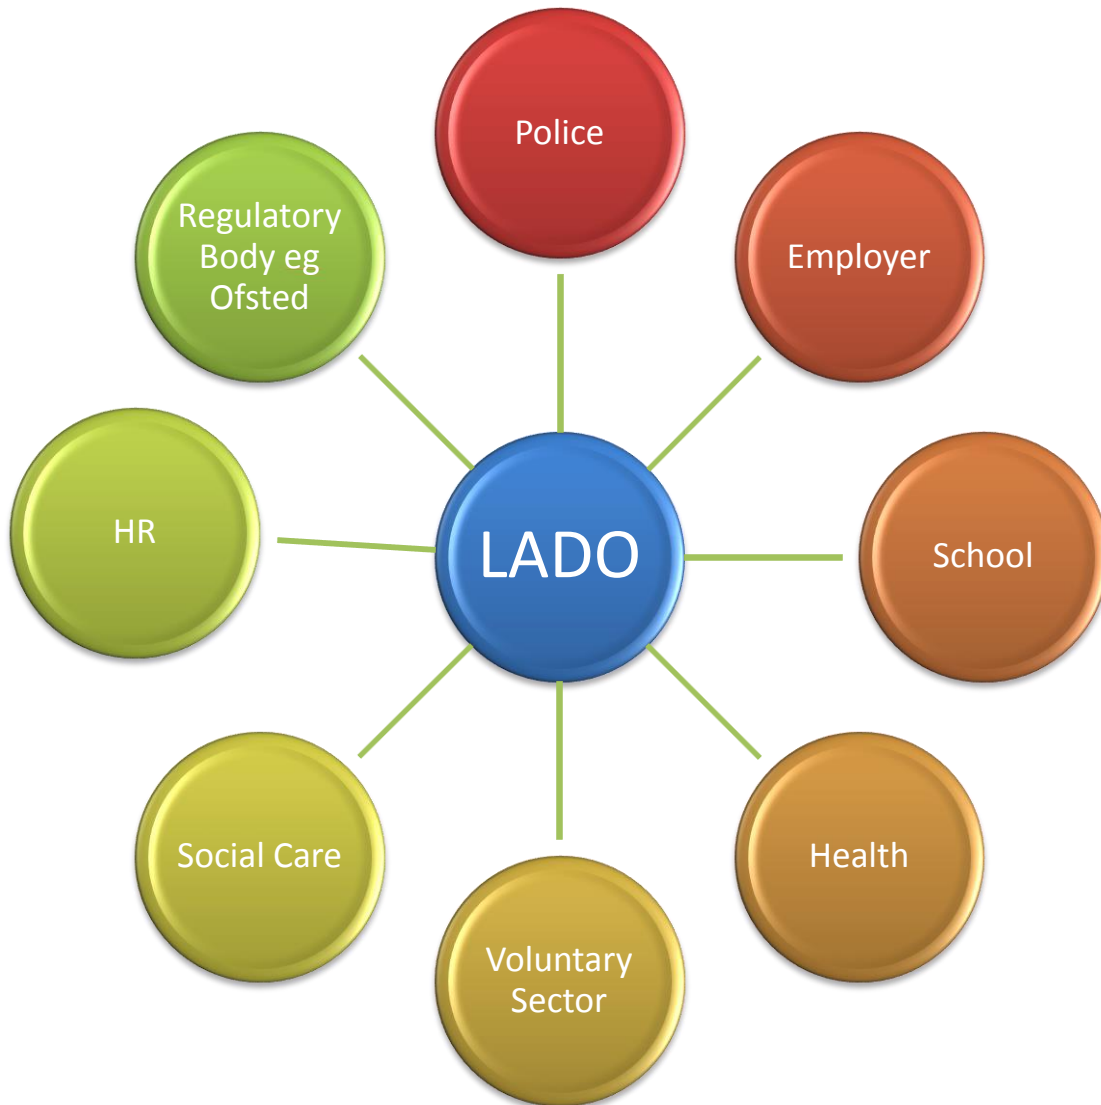 Police
Regulatory
Body eg
Ofsted
Employer
HR
LADO
School
Social Care
Health
Voluntary
Sector